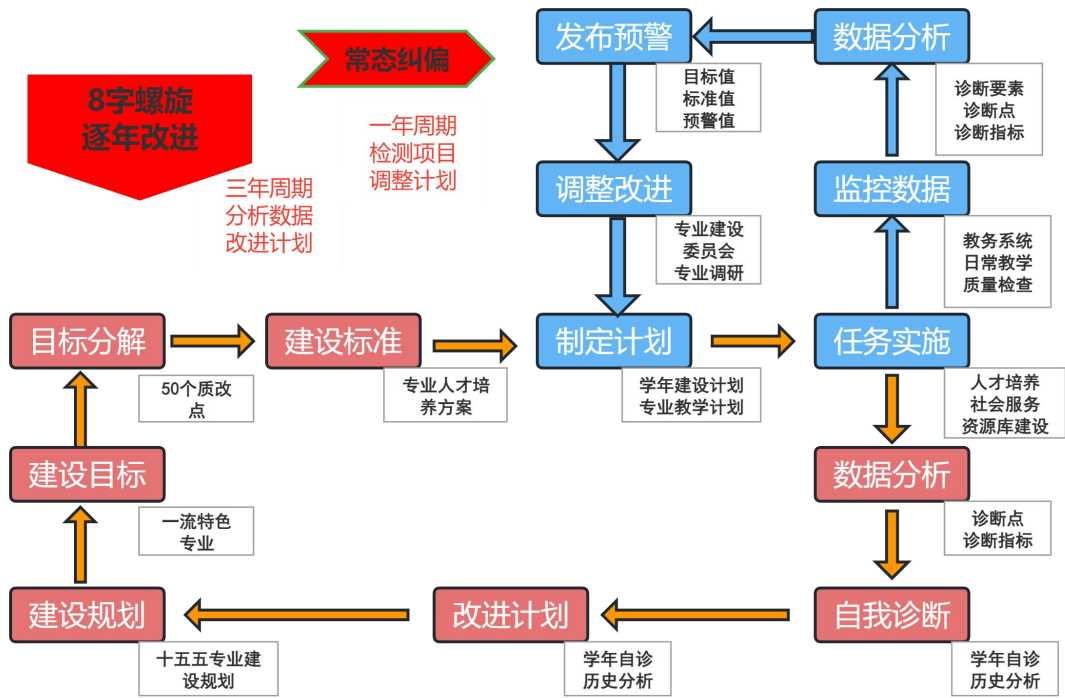 8字螺旋
逐年改进
三年周期
分析数据
改进计划
常态纠偏
一年周期
检测项目
调整计划
发布预警
目标值
标准值
预警值
数据分析
诊断要素
诊断点
诊断指标
调整改进
专业建设
委员会
专业调研
监控数据
教务系统
日常教学
质量检查
目标分解
50个质改
点
建设标准
专业人才培
养方案
制定计划
学年建设计划
专业教学计划
任务实施
人才培养
社会服务
资源库建设
建设目标
一流特色
专业
数据分析
诊断点
诊断指标
建设规划
十五五专业建
设规划
改进计划
学年自诊
历史分析
自我诊断
学年自诊
历史分析